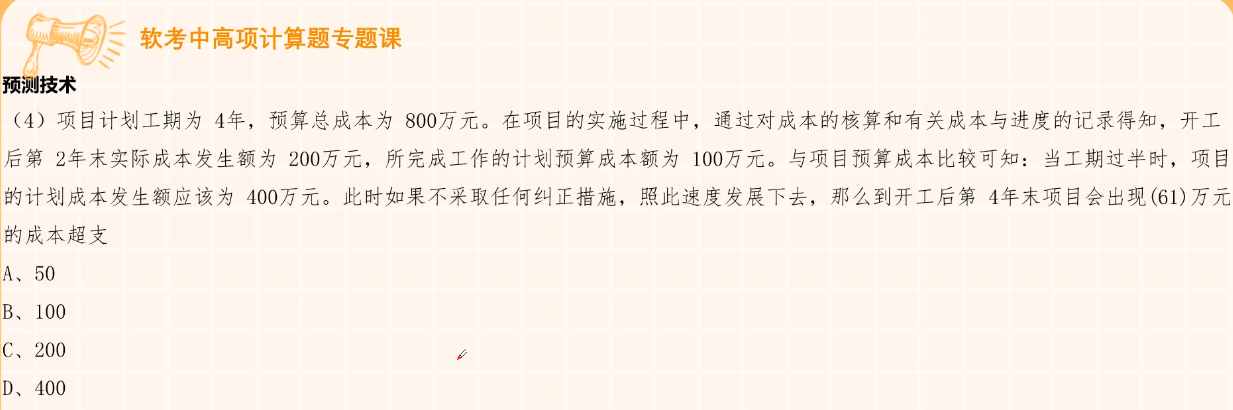 软考中高项计算题专题课
预测技术
（4）项目计划工期为 4年，预算总成本为 800万元。在项目的实施过程中，通过对成本的核算和有关成本与进度的记录得知，开工
后第 2年末实际成本发生额为 200万元，所完成工作的计划预算成本额为 100万元。与项目预算成本比较可知：当工期过半时，项目
的计划成本发生额应该为 400万元。此时如果不采取任何纠正措施，照此速度发展下去，那么到开工后第 4年末项目会出现(61)万元
的成本超支
A、50
B、100
C、200
D、400